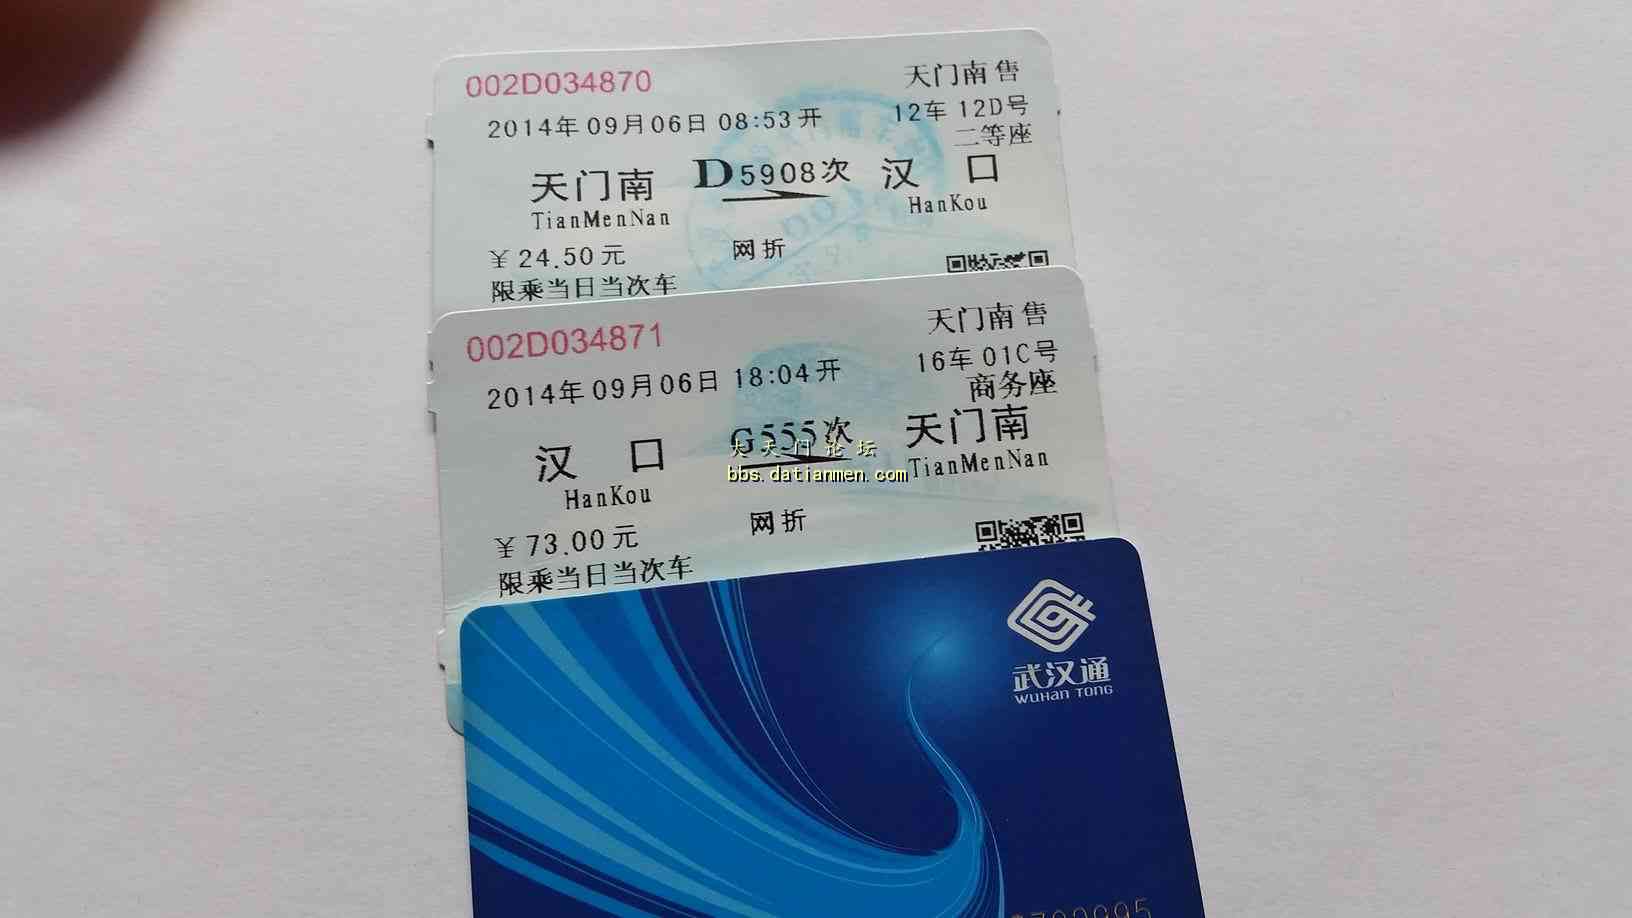 002D034870
天门南 售
2014年 09月 06日 08:53 开
12车 12D号
二等座
天门南 D5908次 汉 口
TianMenNan HanKou
￥24.50元 网折
限乘当日当次车
002D034871
天门南 售
2014年 09月 06日 18:04 开
16车 01C号
商务座
汉 口 G555次 天门南
HanKou TianMenNan
大天门论坛
bbs.datianmen.com
￥73.00元 网折
限乘当日当次车
武汉通
WUHAN TONG